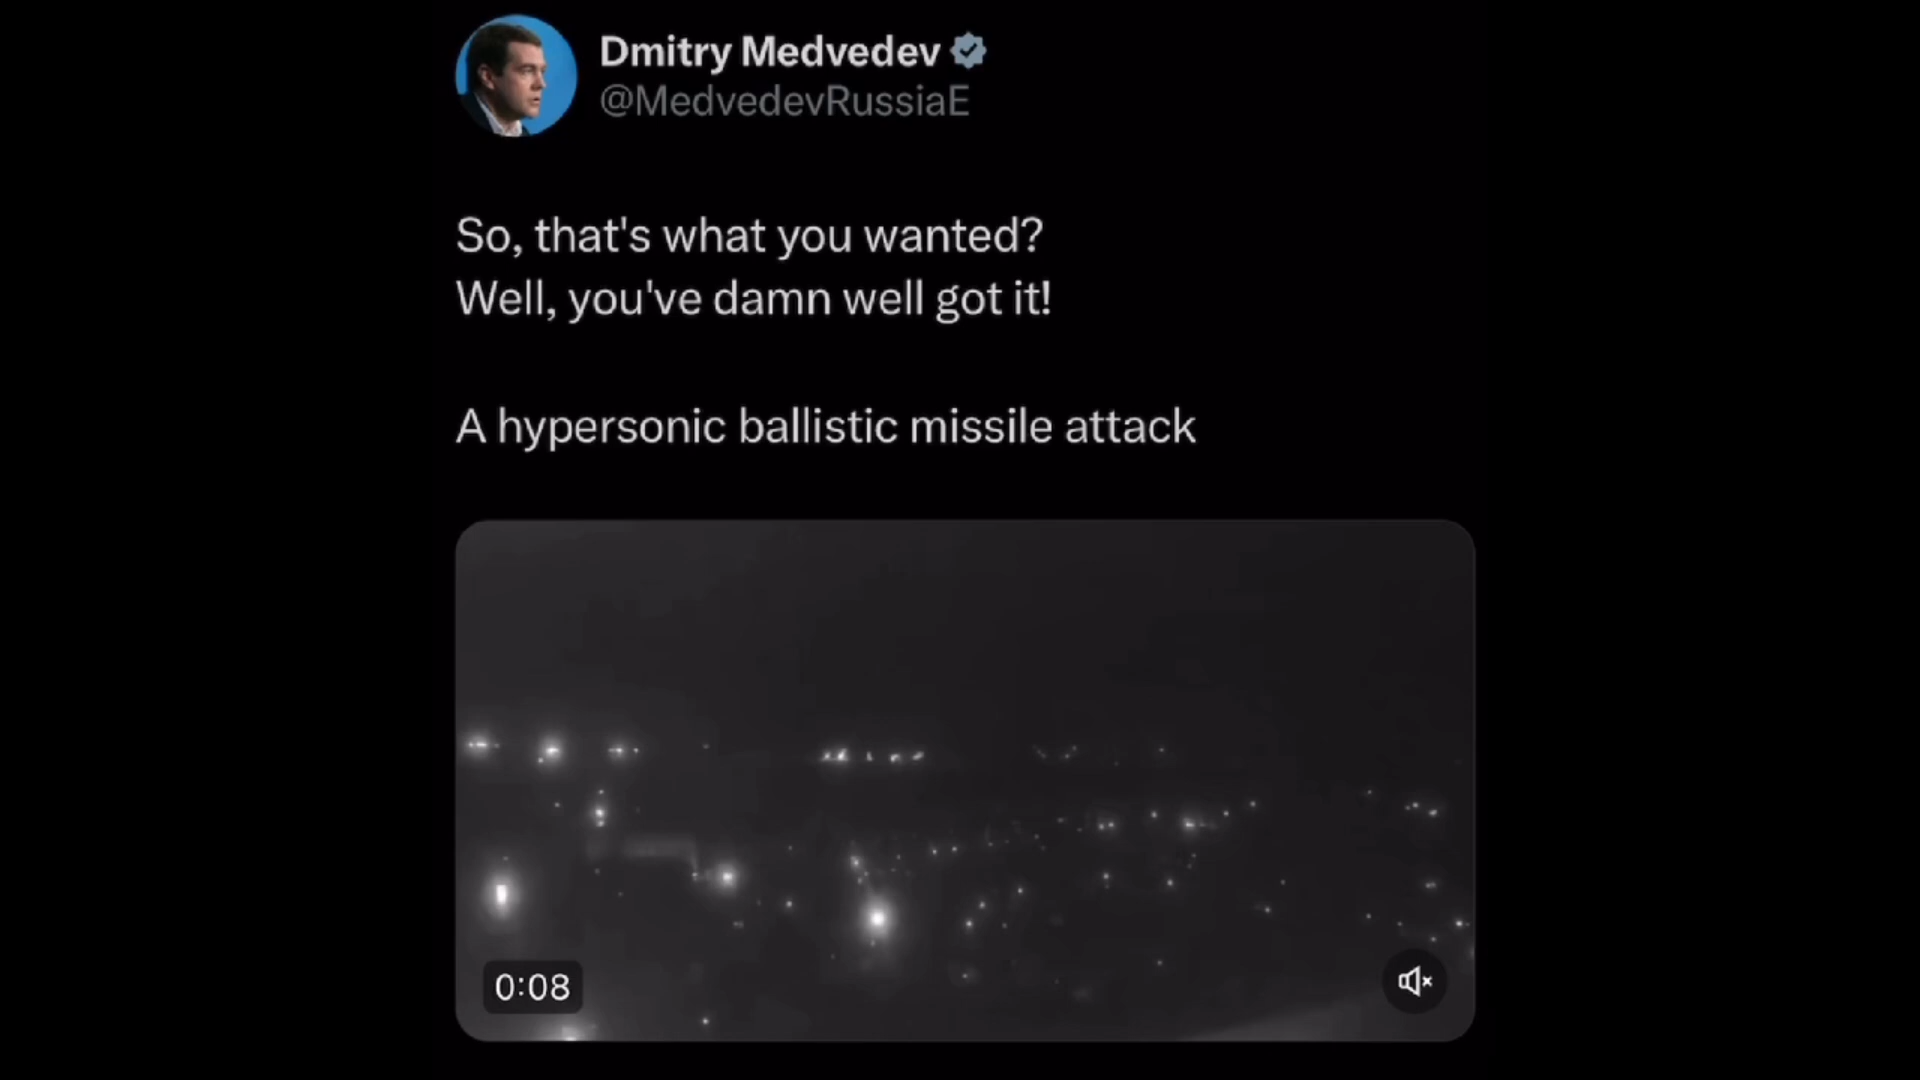 Dmitry Medvedev
@MedvedevRussiaE
So, that's what you wanted?
Well, you've damn well got it!
A hypersonic ballistic missile attack
0:08